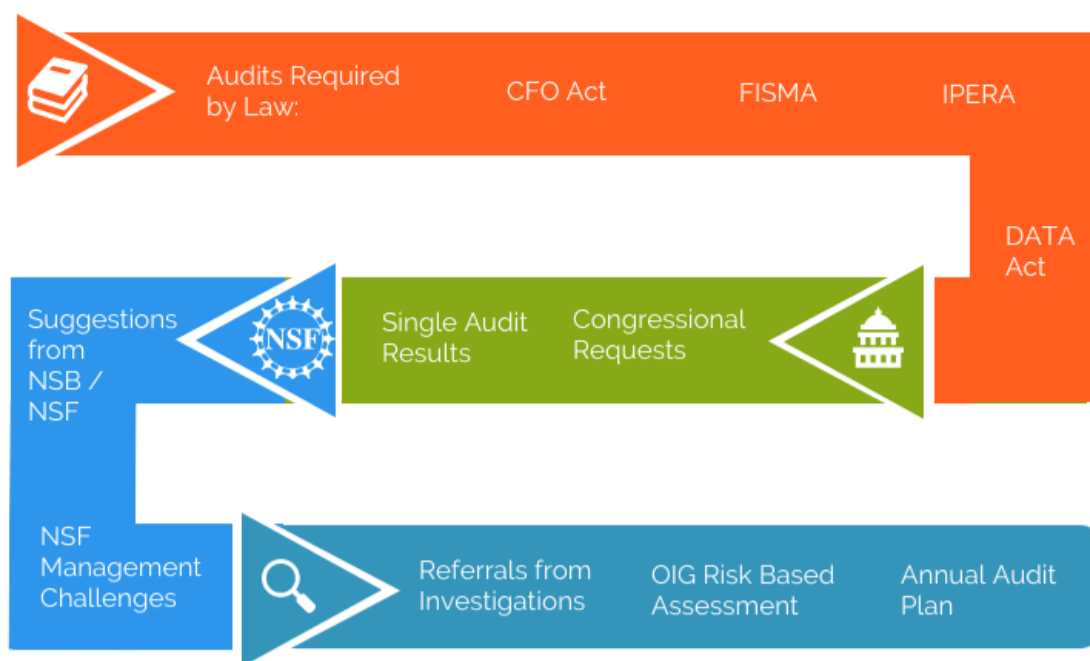 Audits Required
by Law:
CFO Act
FISMA
IPERA
DATA
Act
Congressional
Requests
Single Audit
Results
NSF
Suggestions
from
NSB /
NSF
NSF
Management
Challenges
Referrals from
Investigations
OIG Risk Based
Assessment
Annual Audit
Plan